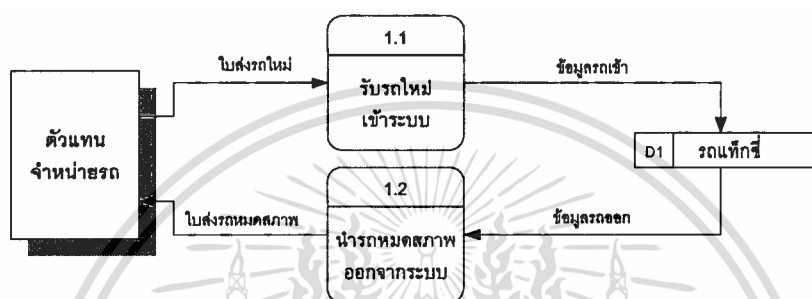 1.1
ใบส่งรถใหม่
ข้อมูลรถเข้า
รับรถใหม่
เข้าระบบ
ตัวแทน
จำหน่ายรถ
D1 รถแท็กซี่
1.2
ใบส่งรถหมดสภาพ
ข้อมูลรถออก
นำรถหมดสภาพ
ออกจากระบบ